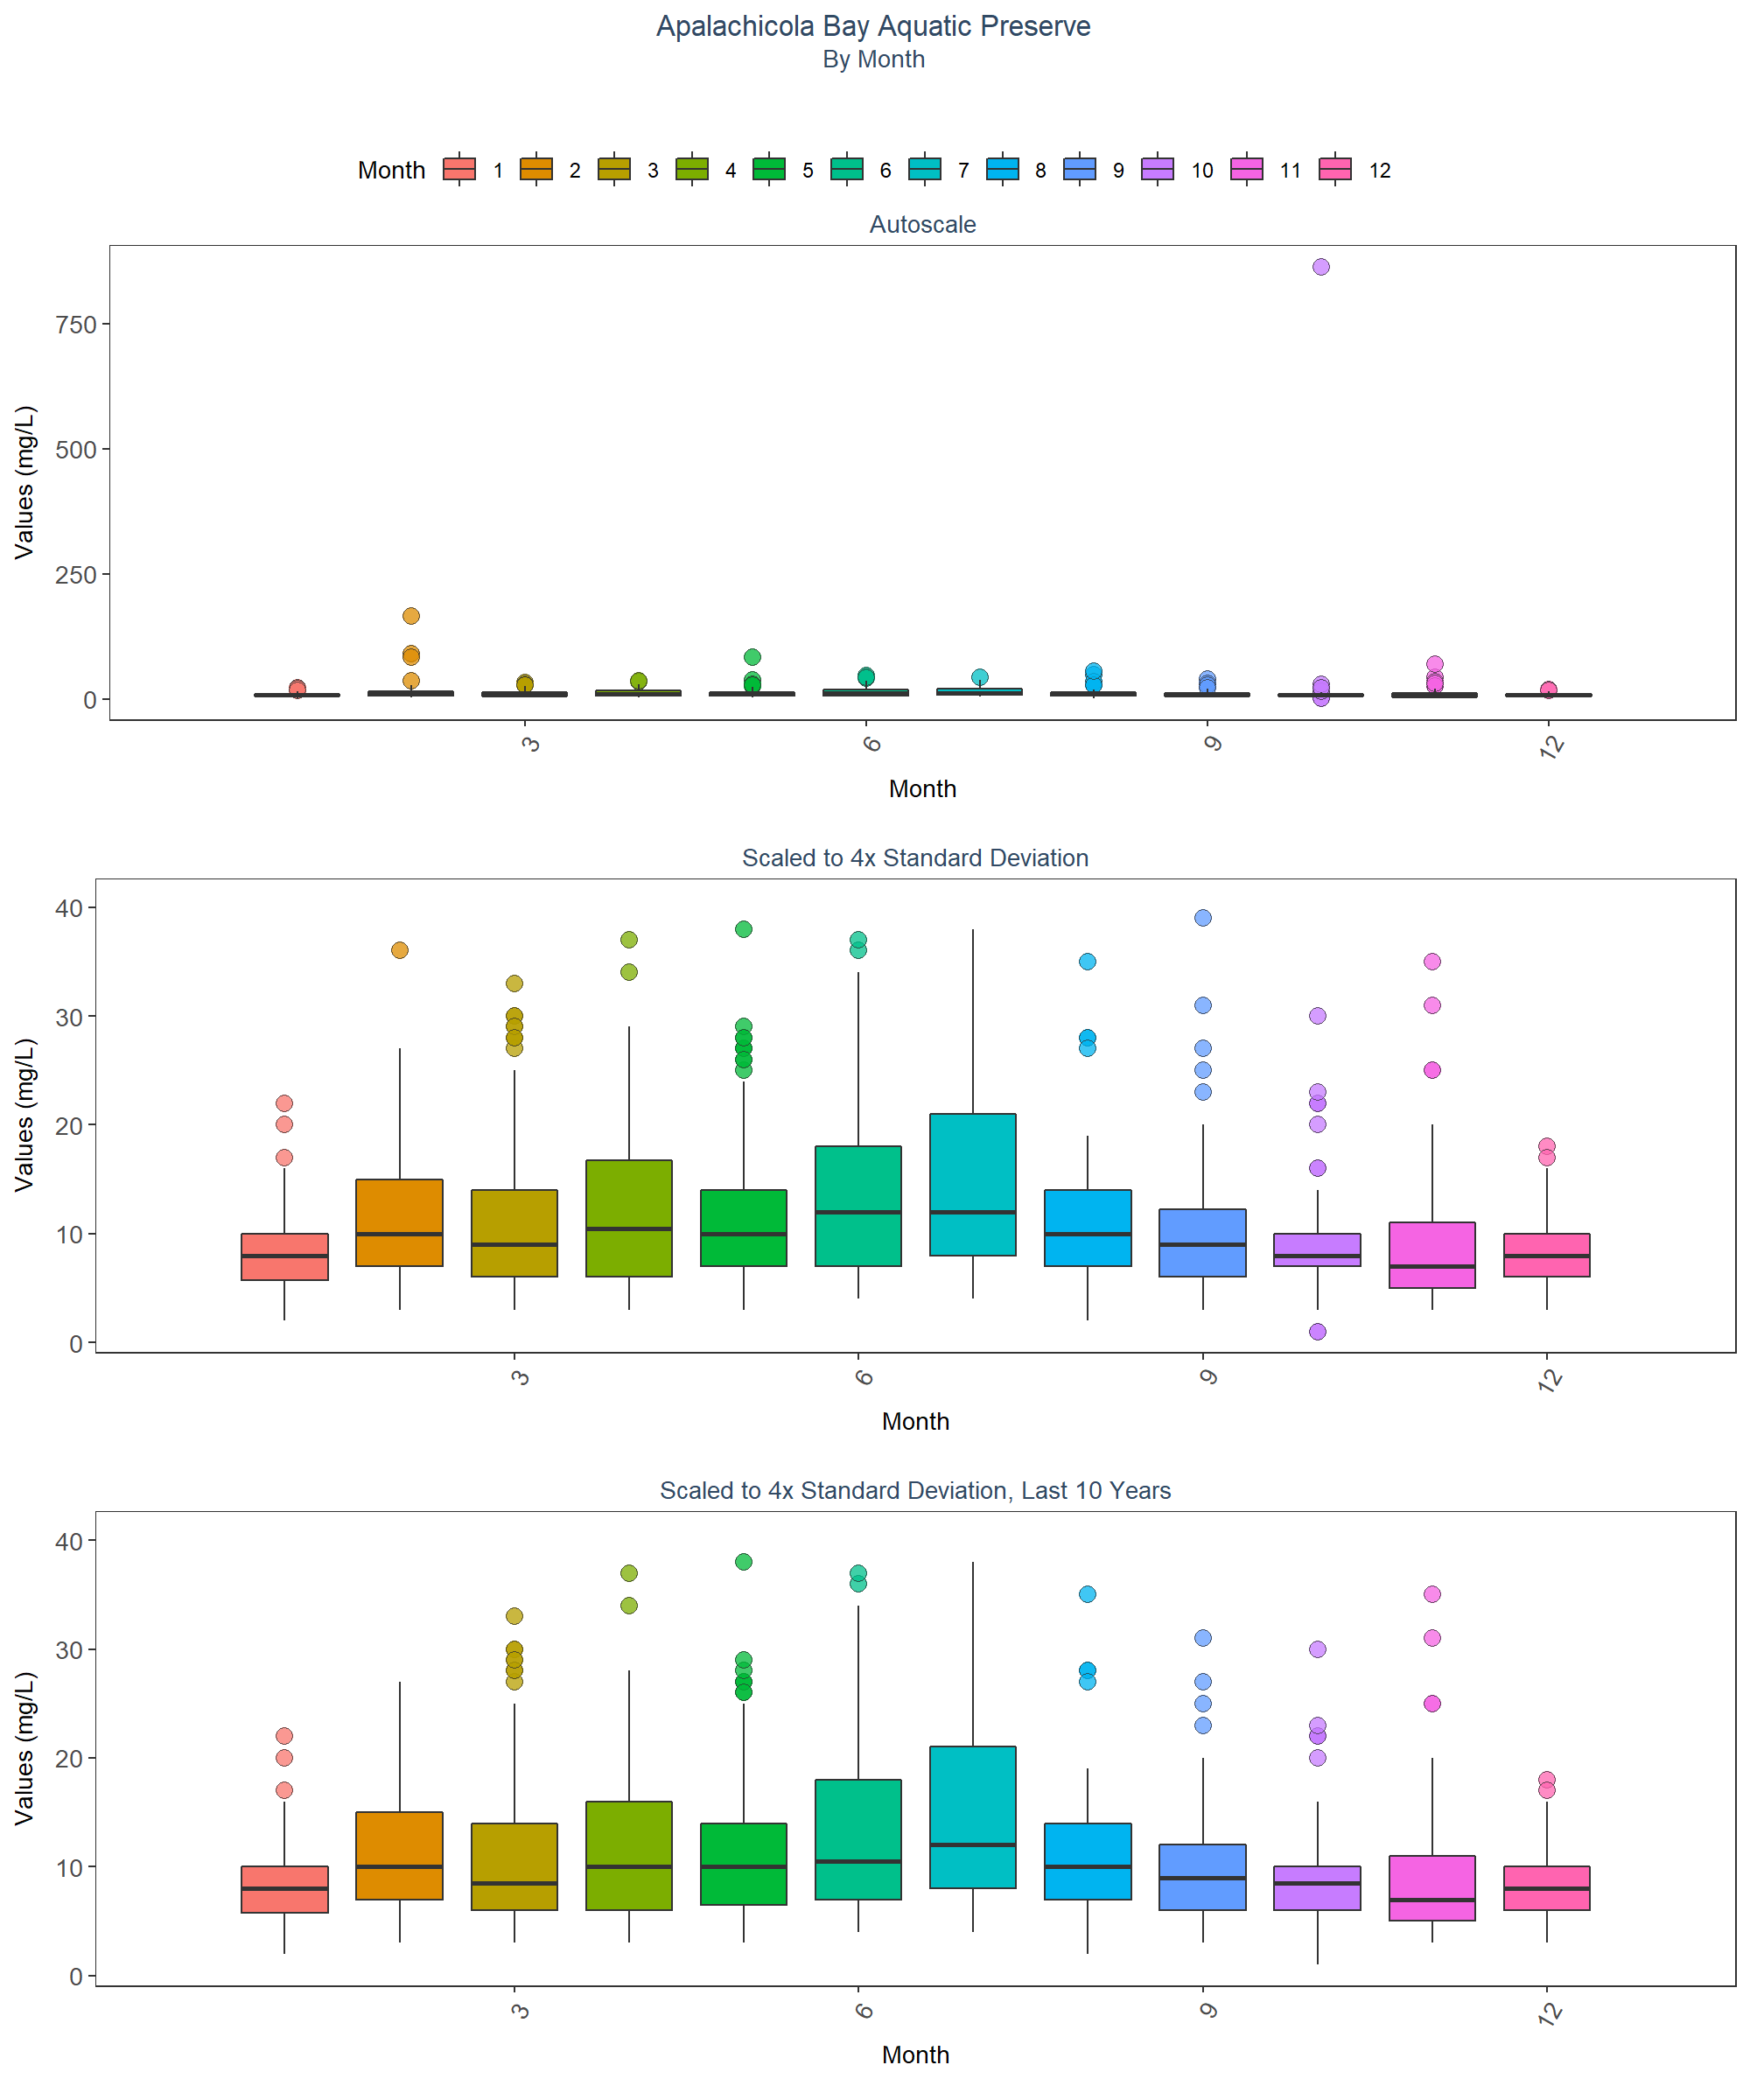 Apalachicola Bay Aquatic Preserve
By Month
Month 1 2 3 4 5 6 7 8 9 10 11 12
Autoscale
750
500
250
0
Values (mg/L)
3 6 9 12
Month
Scaled to 4x Standard Deviation
40
30
20
10
0
Values (mg/L)
3 6 9 12
Month
Scaled to 4x Standard Deviation, Last 10 Years
40
30
20
10
0
Values (mg/L)
3 6 9 12
Month